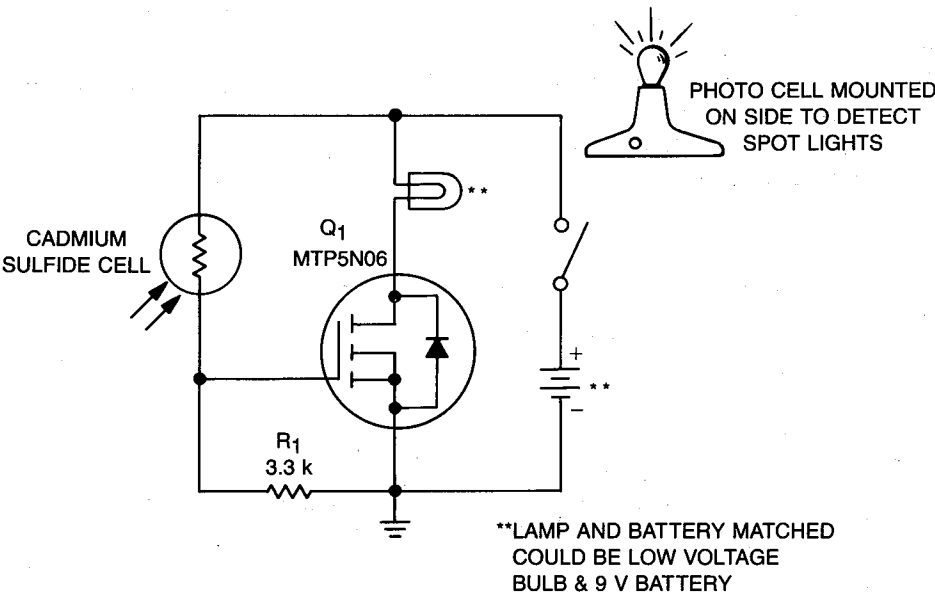 PHOTO CELL MOUNTED
ON SIDE TO DETECT
SPOT LIGHTS
**
Q1
MTP5N06
CADMIUM
SULFIDE CELL
+
**
−
R1
3.3 k
**LAMP AND BATTERY MATCHED
COULD BE LOW VOLTAGE
BULB & 9 V BATTERY